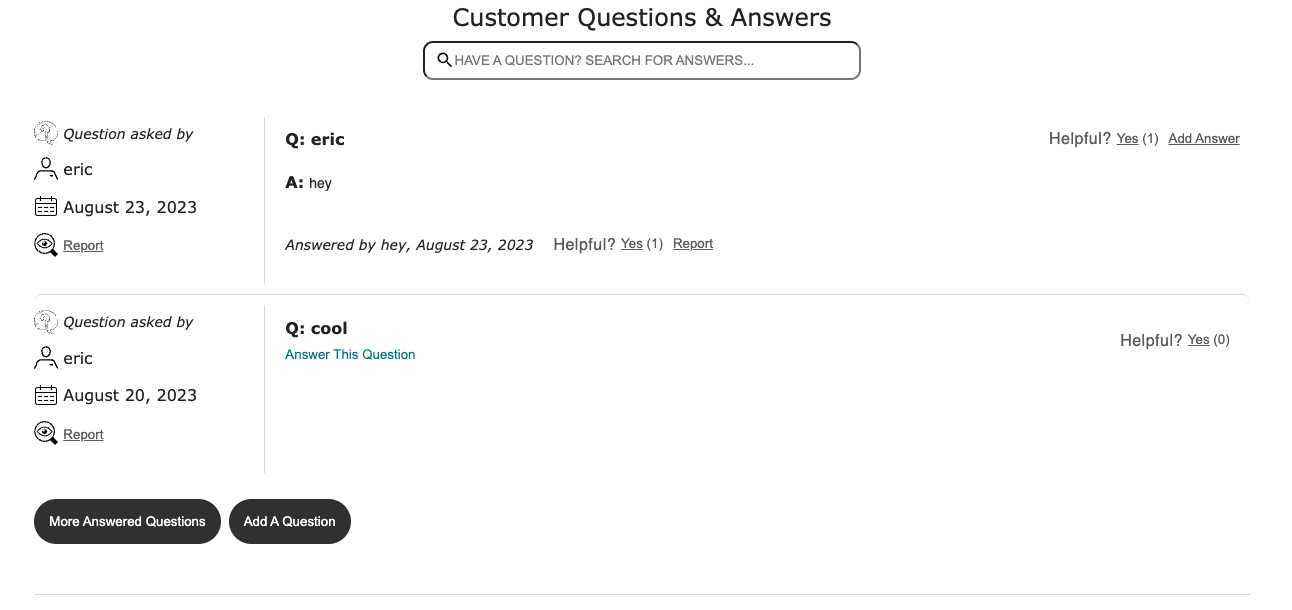 Customer Questions & Answers
HAVE A QUESTION? SEARCH FOR ANSWERS...
Question asked by
eric
August 23, 2023
Report
Q: eric
Helpful? Yes (1) Add Answer
A: hey
Answered by hey, August 23, 2023 Helpful? Yes (1) Report
Question asked by
eric
August 20, 2023
Report
Q: cool
Answer This Question
Helpful? Yes (0)
More Answered Questions
Add A Question